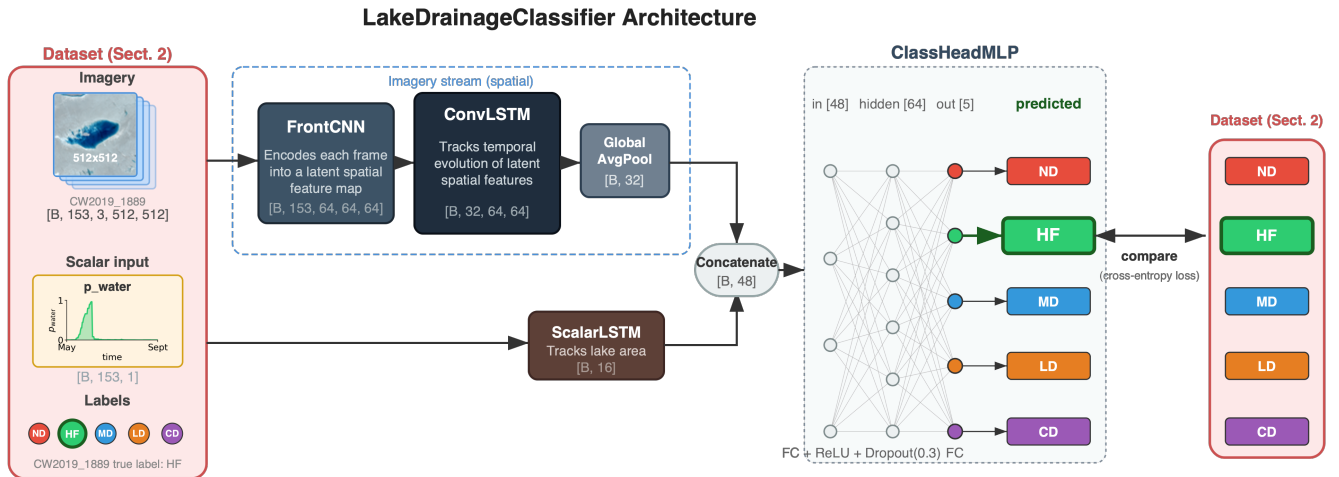 LakeDrainageClassifier Architecture
Dataset (Sect. 2)
Imagery
512x512
CW2019_1889
[B, 153, 3, 512, 512]
Scalar input
p_water
1
0
p_water
May
Sept
time
[B, 153, 1]
Labels
ND
HF
MD
LD
CD
CW2019_1889 true label: HF
Imagery stream (spatial)
FrontCNN
Encodes each frame
into a latent spatial
feature map
[B, 153, 64, 64, 64]
ConvLSTM
Tracks temporal
evolution of latent
spatial features
[B, 32, 64, 64]
Global
AvgPool
[B, 32]
ScalarLSTM
Tracks lake area
[B, 16]
Concatenate
[B, 48]
ClassHeadMLP
in [48] hidden [64] out [5] predicted
ND
HF
MD
LD
CD
FC + ReLU + Dropout(0.3) FC
compare
(cross-entropy loss)
Dataset (Sect. 2)
ND
HF
MD
LD
CD